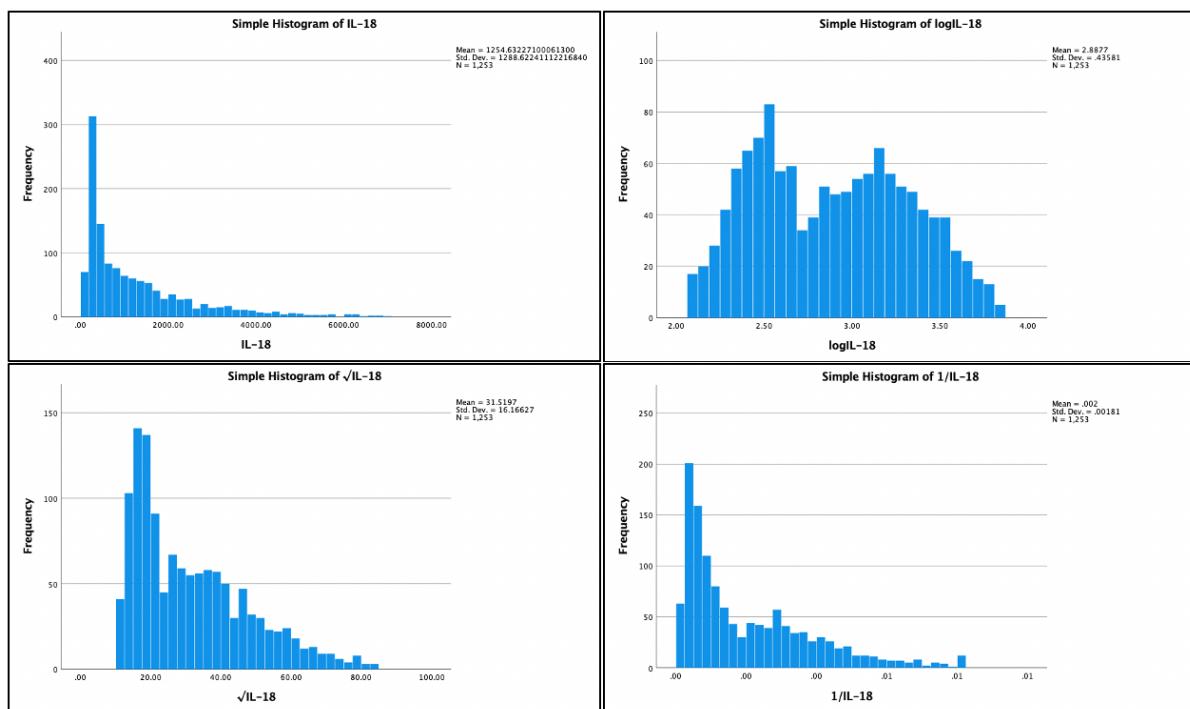 Simple Histogram of IL-18
Mean = 1254.63227100061300
Std. Dev. = 1288.62241112216840
N = 1,253
400
300
200
100
0
Frequency
.00 2000.00 4000.00 6000.00 8000.00
IL-18
Simple Histogram of logIL-18
Mean = 2.8877
Std. Dev. = .43581
N = 1,253
100
80
60
40
20
0
Frequency
2.00 2.50 3.00 3.50 4.00
logIL-18
Simple Histogram of √IL-18
Mean = 31.5197
Std. Dev. = 16.16627
N = 1,253
150
100
50
0
Frequency
.00 20.00 40.00 60.00 80.00 100.00
√IL-18
Simple Histogram of 1/IL-18
Mean = .002
Std. Dev. = .00181
N = 1,253
250
200
150
100
50
0
Frequency
.00 .00 .00 .01 .01 .01
1/IL-18